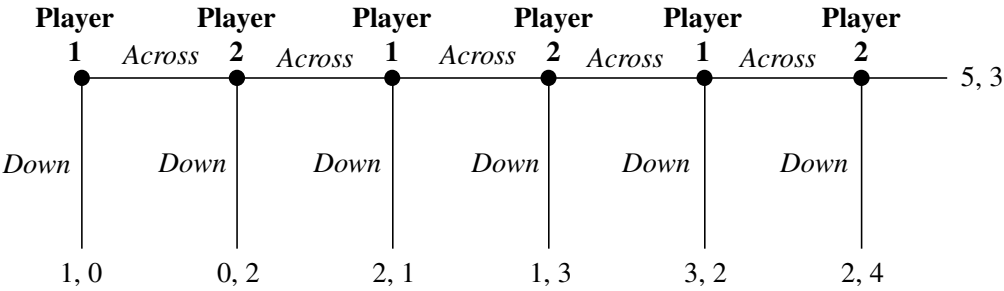 Player Player Player Player Player Player
1 Across 2 Across 1 Across 2 Across 1 Across 2
5, 3
Down Down Down Down Down Down
1, 0 0, 2 2, 1 1, 3 3, 2 2, 4